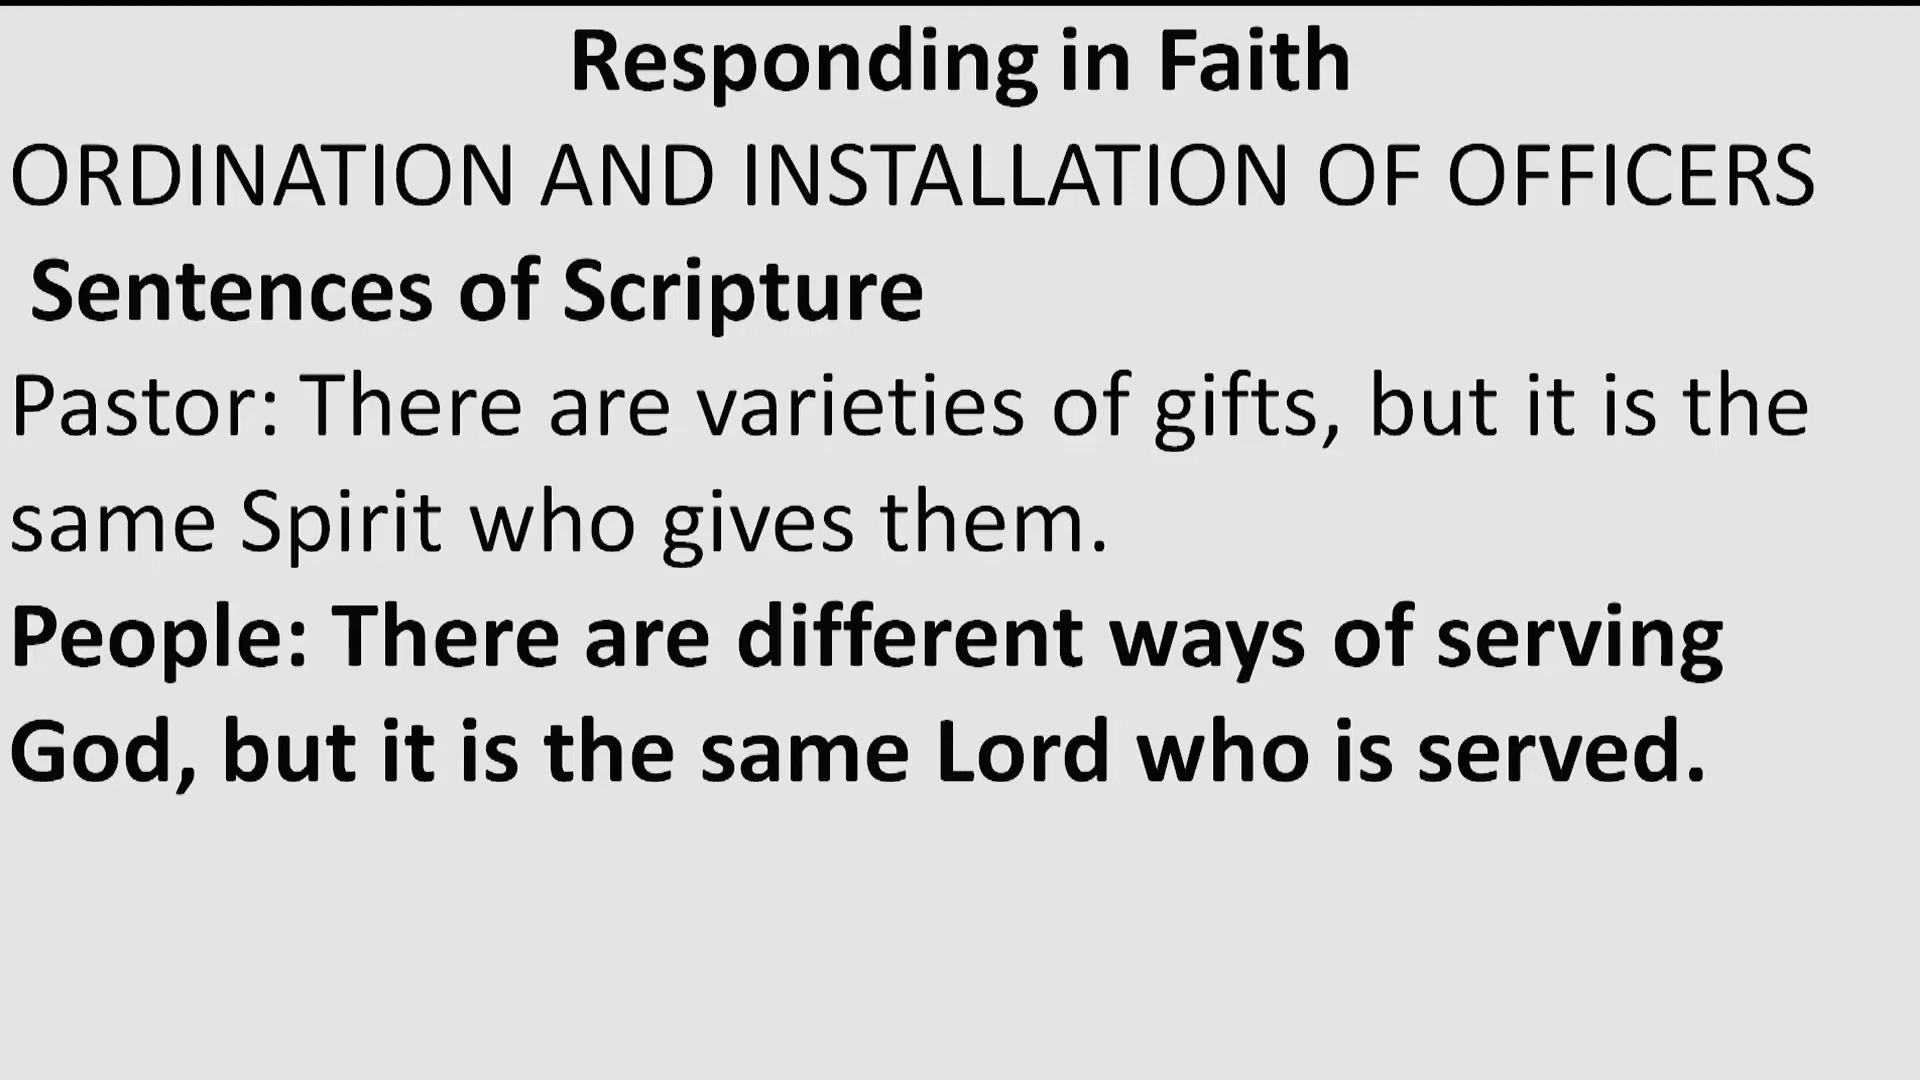 Responding in Faith
ORDINATION AND INSTALLATION OF OFFICERS
Sentences of Scripture
Pastor: There are varieties of gifts, but it is the
same Spirit who gives them.
People: There are different ways of serving
God, but it is the same Lord who is served.